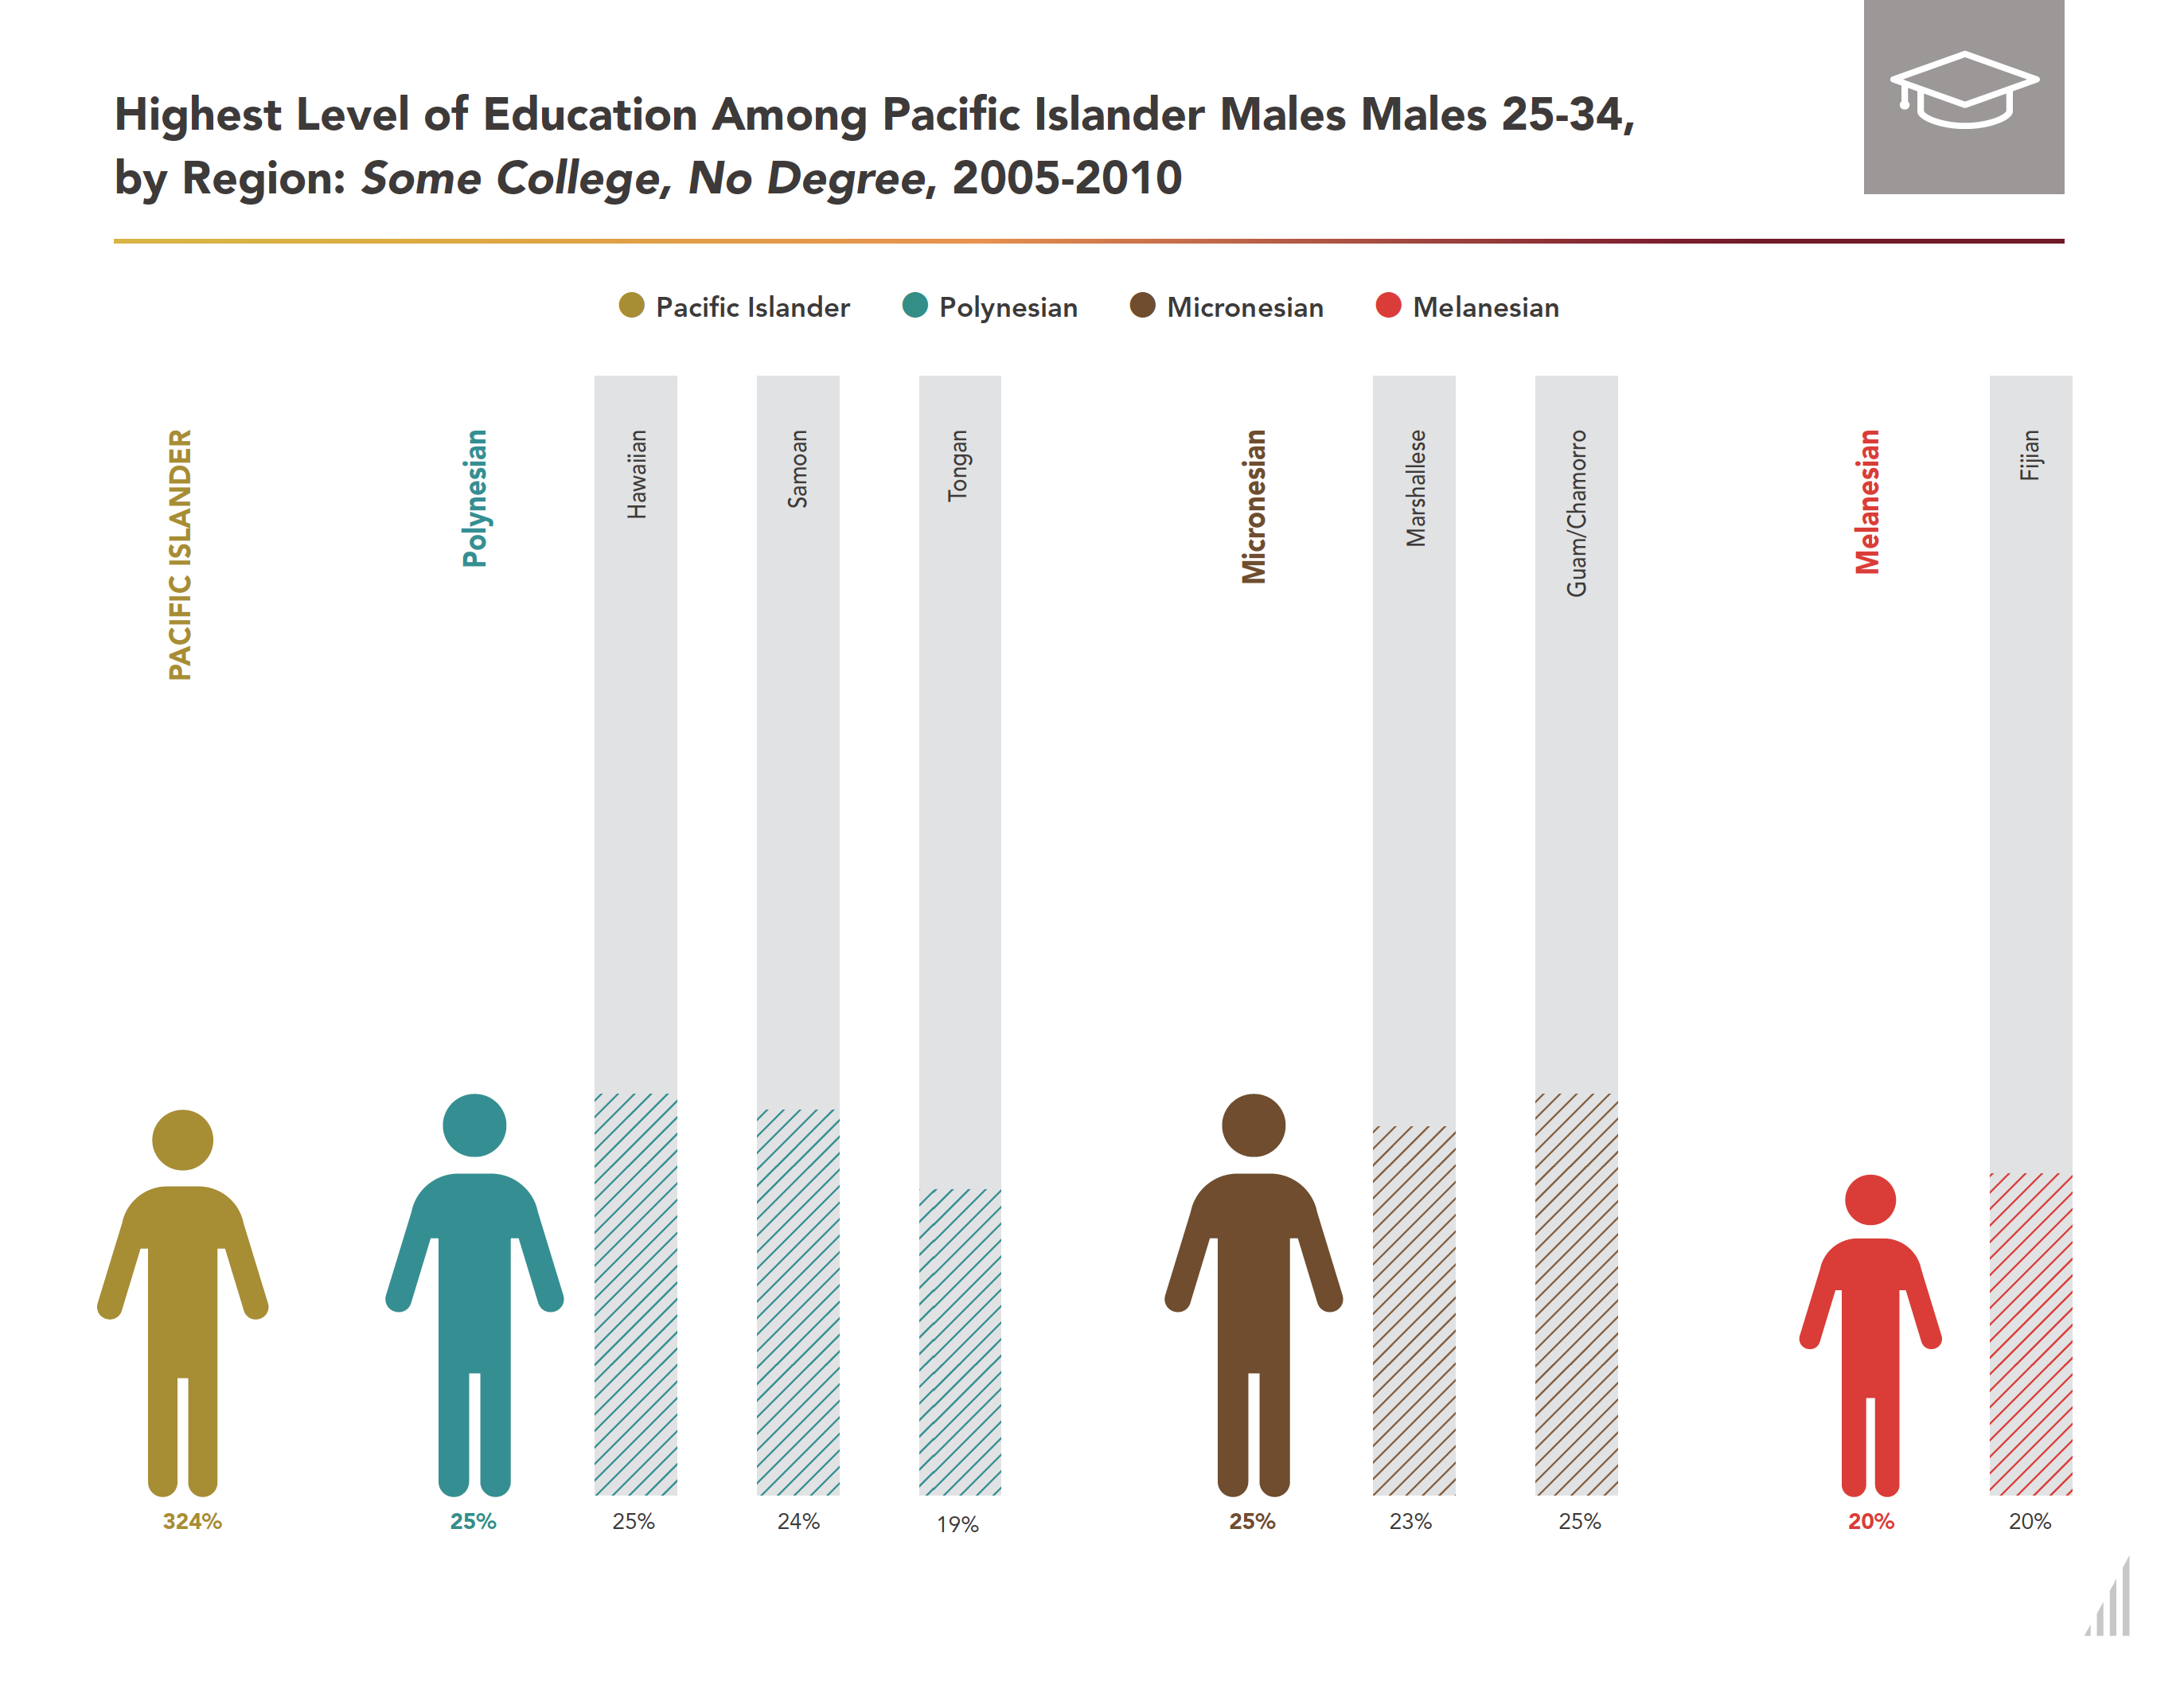 Highest Level of Education Among Pacific Islander Males Males 25-34,
by Region: Some College, No Degree, 2005-2010
Pacific Islander
Polynesian
Micronesian
Melanesian
PACIFIC ISLANDER
Polynesian
Hawaiian
Samoan
Tongan
Micronesian
Marshallese
Guam/Chamorro
Melanesian
Fijian
324%
25%
25%
24%
19%
25%
23%
25%
20%
20%